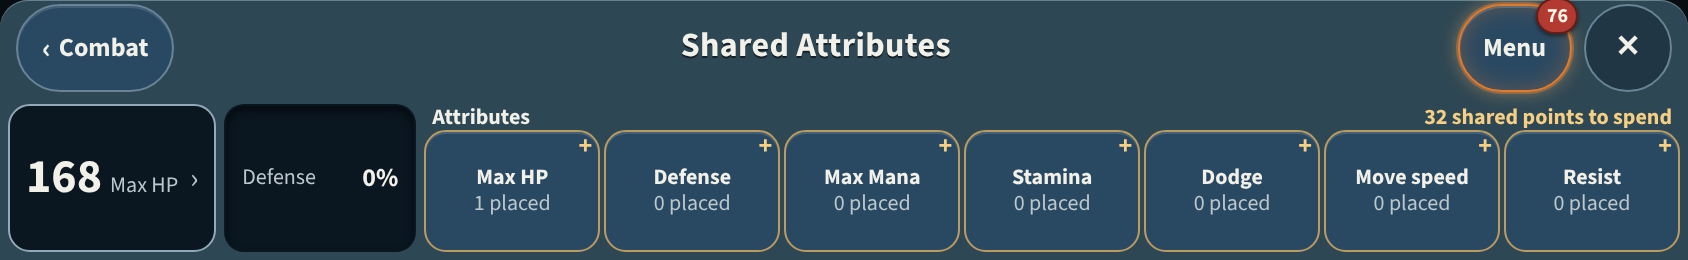 ‹ Combat
Shared Attributes
Menu
76
✕
168 Max HP ›
Defense 0%
Attributes
32 shared points to spend
Max HP
1 placed
+
Defense
0 placed
+
Max Mana
0 placed
+
Stamina
0 placed
+
Dodge
0 placed
+
Move speed
0 placed
+
Resist
0 placed
+